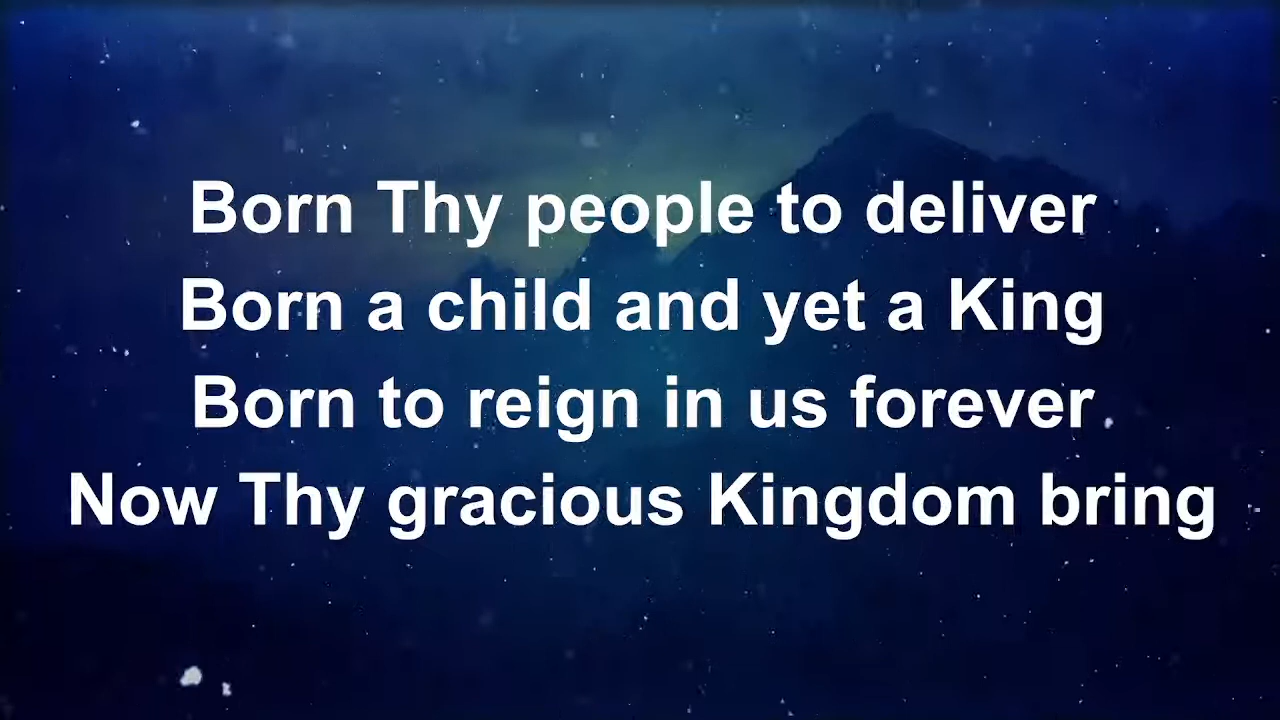 Born Thy people to deliver
Born a child and yet a King
Born to reign in us forever
Now Thy gracious Kingdom bring